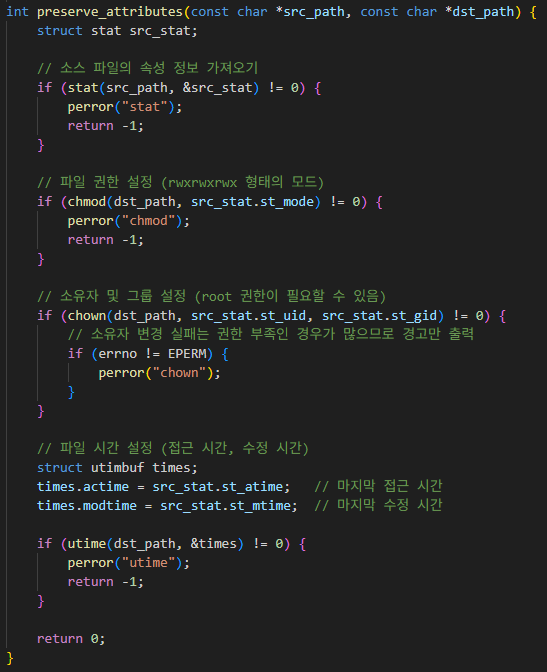 int preserve_attributes(const char *src_path, const char *dst_path) {
    struct stat src_stat;

    // 소스 파일의 속성 정보 가져오기
    if (stat(src_path, &src_stat) != 0) {
        perror("stat");
        return -1;
    }

    // 파일 권한 설정 (rwxrwxrwx 형태의 모드)
    if (chmod(dst_path, src_stat.st_mode) != 0) {
        perror("chmod");
        return -1;
    }

    // 소유자 및 그룹 설정 (root 권한이 필요할 수 있음)
    if (chown(dst_path, src_stat.st_uid, src_stat.st_gid) != 0) {
        // 소유자 변경 실패는 권한 부족인 경우가 많으므로 경고만 출력
        if (errno != EPERM) {
            perror("chown");
        }
    }

    // 파일 시간 설정 (접근 시간, 수정 시간)
    struct utimbuf times;
    times.actime = src_stat.st_atime;   // 마지막 접근 시간
    times.modtime = src_stat.st_mtime;  // 마지막 수정 시간

    if (utime(dst_path, &times) != 0) {
        perror("utime");
        return -1;
    }

    return 0;
}